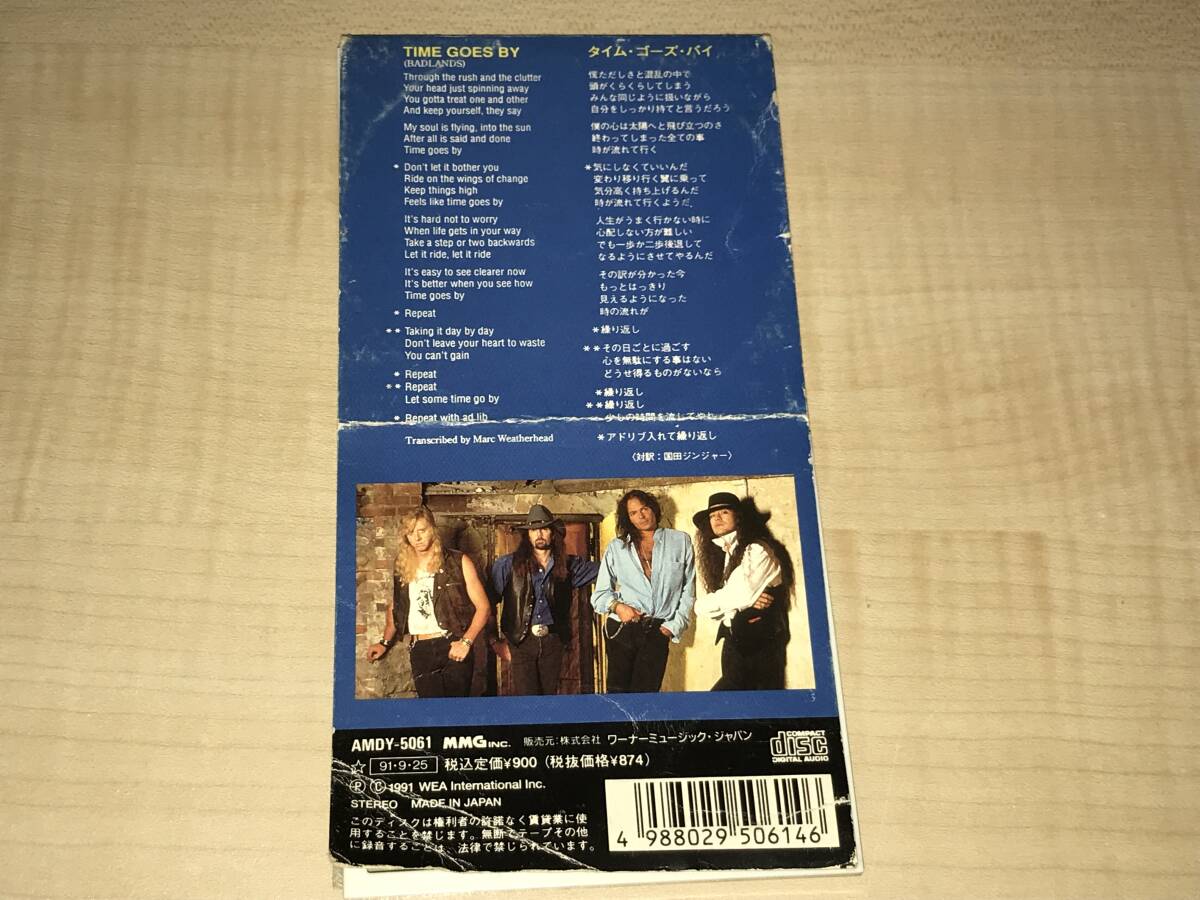 TIME GOES BY
(BADLANDS)
Through the rush and the clutter
Your head just spinning away
You gotta treat one and other
And keep yourself, they say
My soul is flying, into the sun
After all is said and done
Time goes by
* Don't let it bother you
Ride on the wings of change
Keep things high
Feels like time goes by
It's hard not to worry
When life gets in your way
Take a step or two backwards
Let it ride, let it ride
It's easy to see clearer now
It's better when you see how
Time goes by
* Repeat
** Taking it day by day
Don't leave your heart to waste
You can't gain
* Repeat
** Repeat
Let some time go by
* Repeat with ad lib
Transcribed by Marc Weatherhead
タイム・ゴーズ・バイ
慌ただしさと混乱の中で
頭がくらくらしてしまう
みんな同じように扱いながら
自分をしっかり持てと言うだろう
僕の心は太陽へと飛び立つのさ
終わってしまった全ての事
時が流れて行く
*気にしなくていいんだ
変わり移り行く翼に乗って
気分高く持ち上げるんだ
時が流れて行くようだ
人生がうまく行かない時に
心配しない方が難しい
でも一歩か二歩後退して
なるようにさせてやるんだ
その訳が分かった今
もっとはっきり
見えるようになった
時の流れが
*繰り返し
**その日ごとに過ごす
心を無駄にする事はない
どうせ得るものがないなら
*繰り返し
**繰り返し
少しの時間を流してやれ
*アドリブ入れて繰り返し
〈対訳：国田ジンジャー〉
AMDY-5061 MMG INC. 販売元：株式会社 ワーナーミュージック・ジャパン
COMPACT
disc
DIGITAL AUDIO
☆ 91・9・25 税込定価¥900（税抜価格¥874）
Ⓟ Ⓒ 1991 WEA International Inc.
STEREO MADE IN JAPAN
このディスクは権利者の許諾なく賃貸業に使
用することを禁じます。無断でテープその他
に録音することは、法律で禁じられています。
4 988029 506146